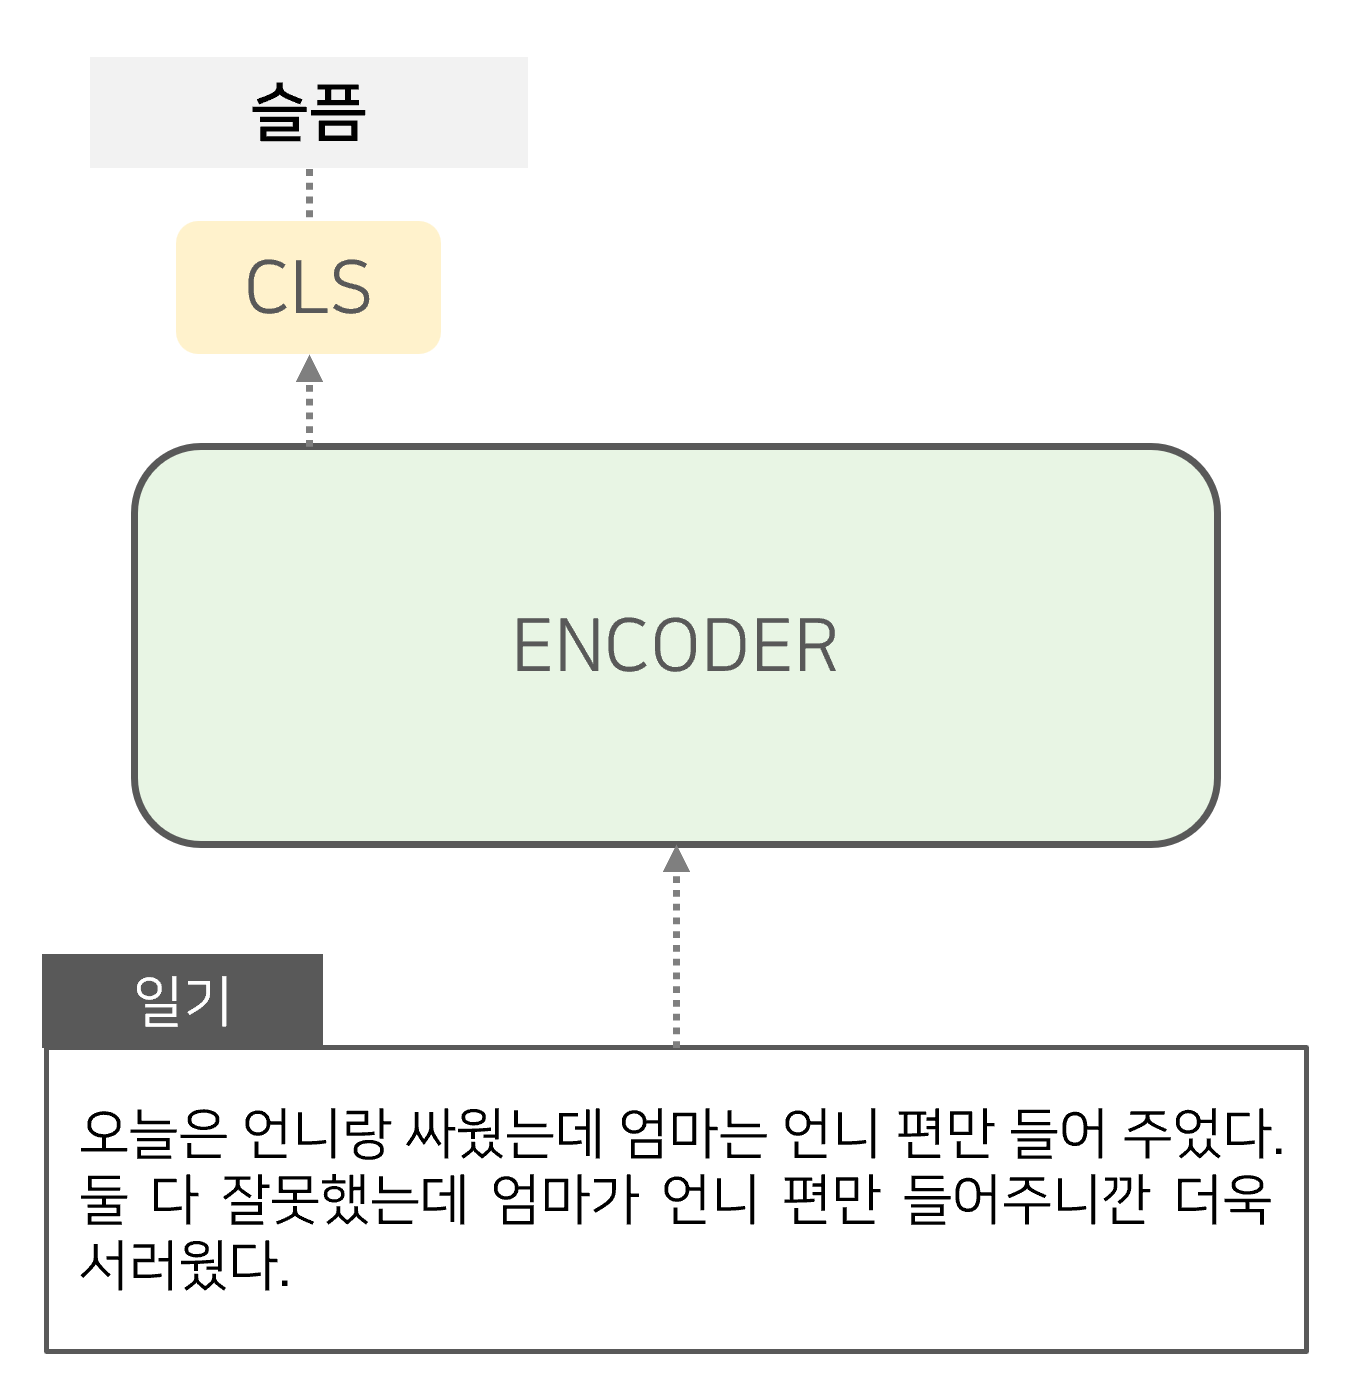 슬픔
CLS
ENCODER
일기
오늘은 언니랑 싸웠는데 엄마는 언니 편만 들어 주었다.
둘 다 잘못했는데 엄마가 언니 편만 들어주니깐 더욱
서러웠다.